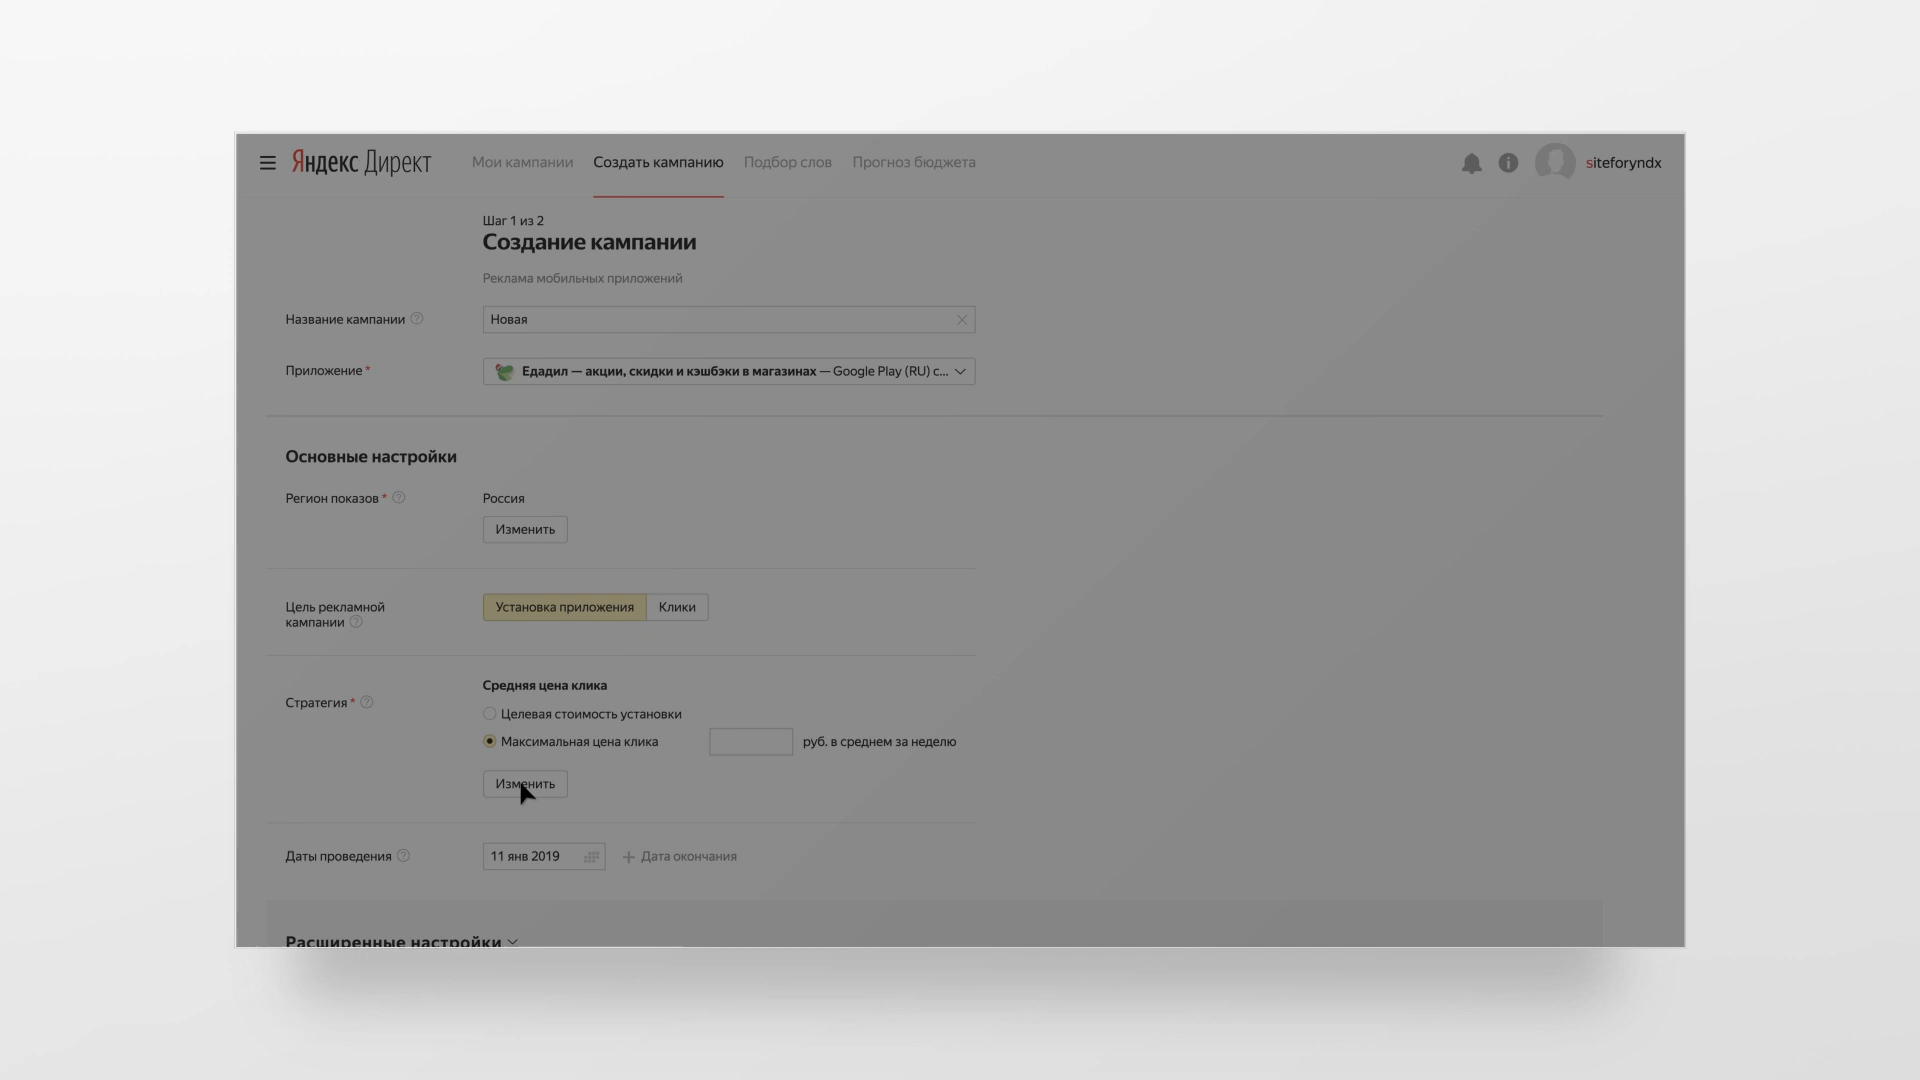 Яндекс Директ
Мои кампании
Создать кампанию
Подбор слов
Прогноз бюджета
siteforyndx
Шаг 1 из 2
Создание кампании
Реклама мобильных приложений
Название кампании
Новая
Приложение *
Едадил — акции, скидки и кэшбэки в магазинах — Google Play (RU) с...
Основные настройки
Регион показов *
Россия
Изменить
Цель рекламной
кампании
Установка приложения
Клики
Стратегия *
Средняя цена клика
Целевая стоимость установки
Максимальная цена клика
руб. в среднем за неделю
Изменить
Даты проведения
11 янв 2019
+ Дата окончания
Расширенные настройки